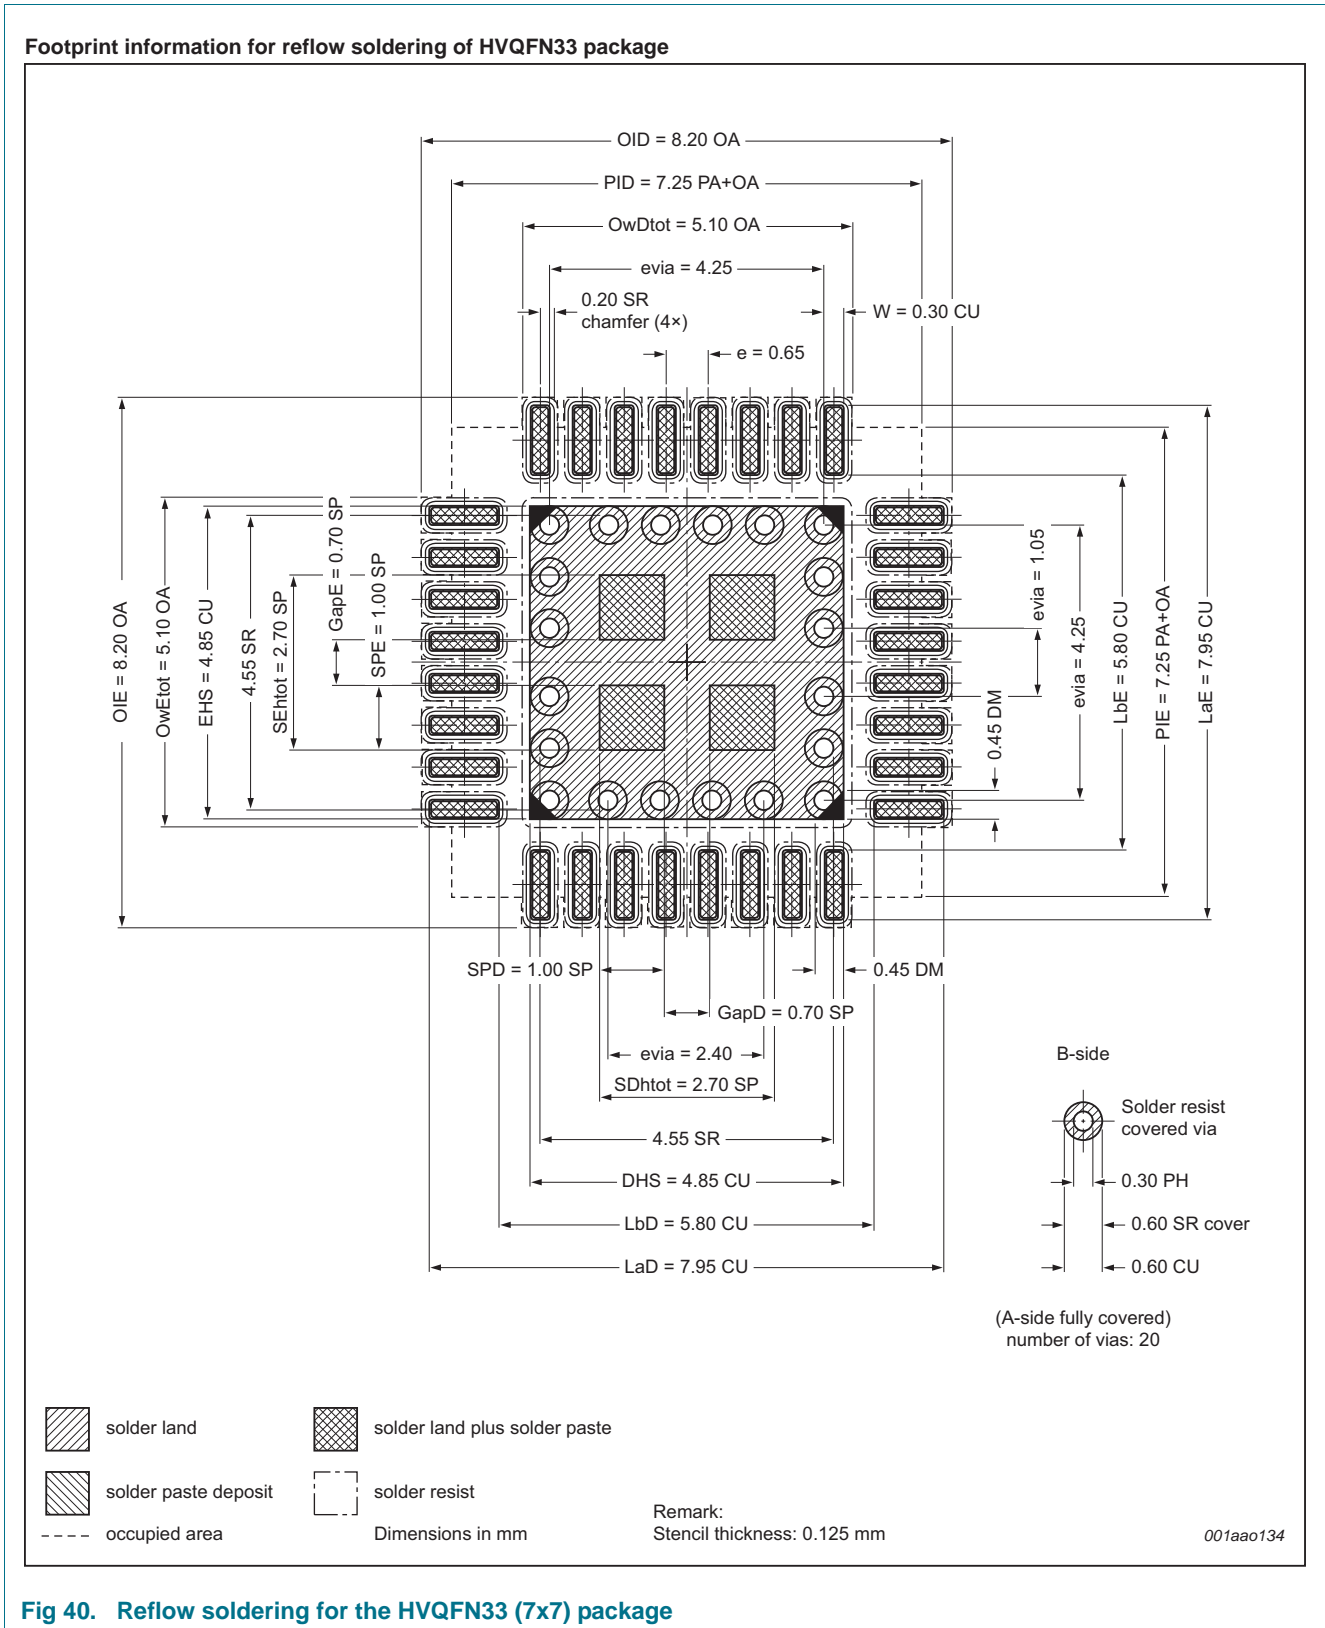 Footprint information for reflow soldering of HVQFN33 package
OID = 8.20 OA
PID = 7.25 PA+OA
OwDtot = 5.10 OA
evia = 4.25
0.20 SR
chamfer (4×)
W = 0.30 CU
e = 0.65
OIE = 8.20 OA
OwEtot = 5.10 OA
EHS = 4.85 CU
4.55 SR
SEhtot = 2.70 SP
GapE = 0.70 SP
SPE = 1.00 SP
evia = 1.05
0.45 DM
evia = 4.25
LbE = 5.80 CU
PIE = 7.25 PA+OA
LaE = 7.95 CU
SPD = 1.00 SP
0.45 DM
GapD = 0.70 SP
evia = 2.40
SDhtot = 2.70 SP
4.55 SR
DHS = 4.85 CU
LbD = 5.80 CU
LaD = 7.95 CU
B-side
Solder resist
covered via
0.30 PH
0.60 SR cover
0.60 CU
(A-side fully covered)
number of vias: 20
solder land
solder land plus solder paste
solder paste deposit
solder resist
occupied area
Dimensions in mm
Remark:
Stencil thickness: 0.125 mm
001aao134
Fig 40. Reflow soldering for the HVQFN33 (7x7) package